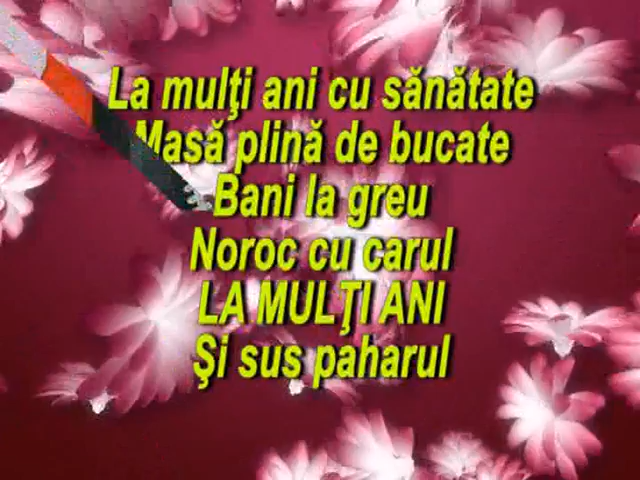 La mulţi ani cu sănătate
Masă plină de bucate
Bani la greu
Noroc cu carul
LA MULŢI ANI
Şi sus paharul